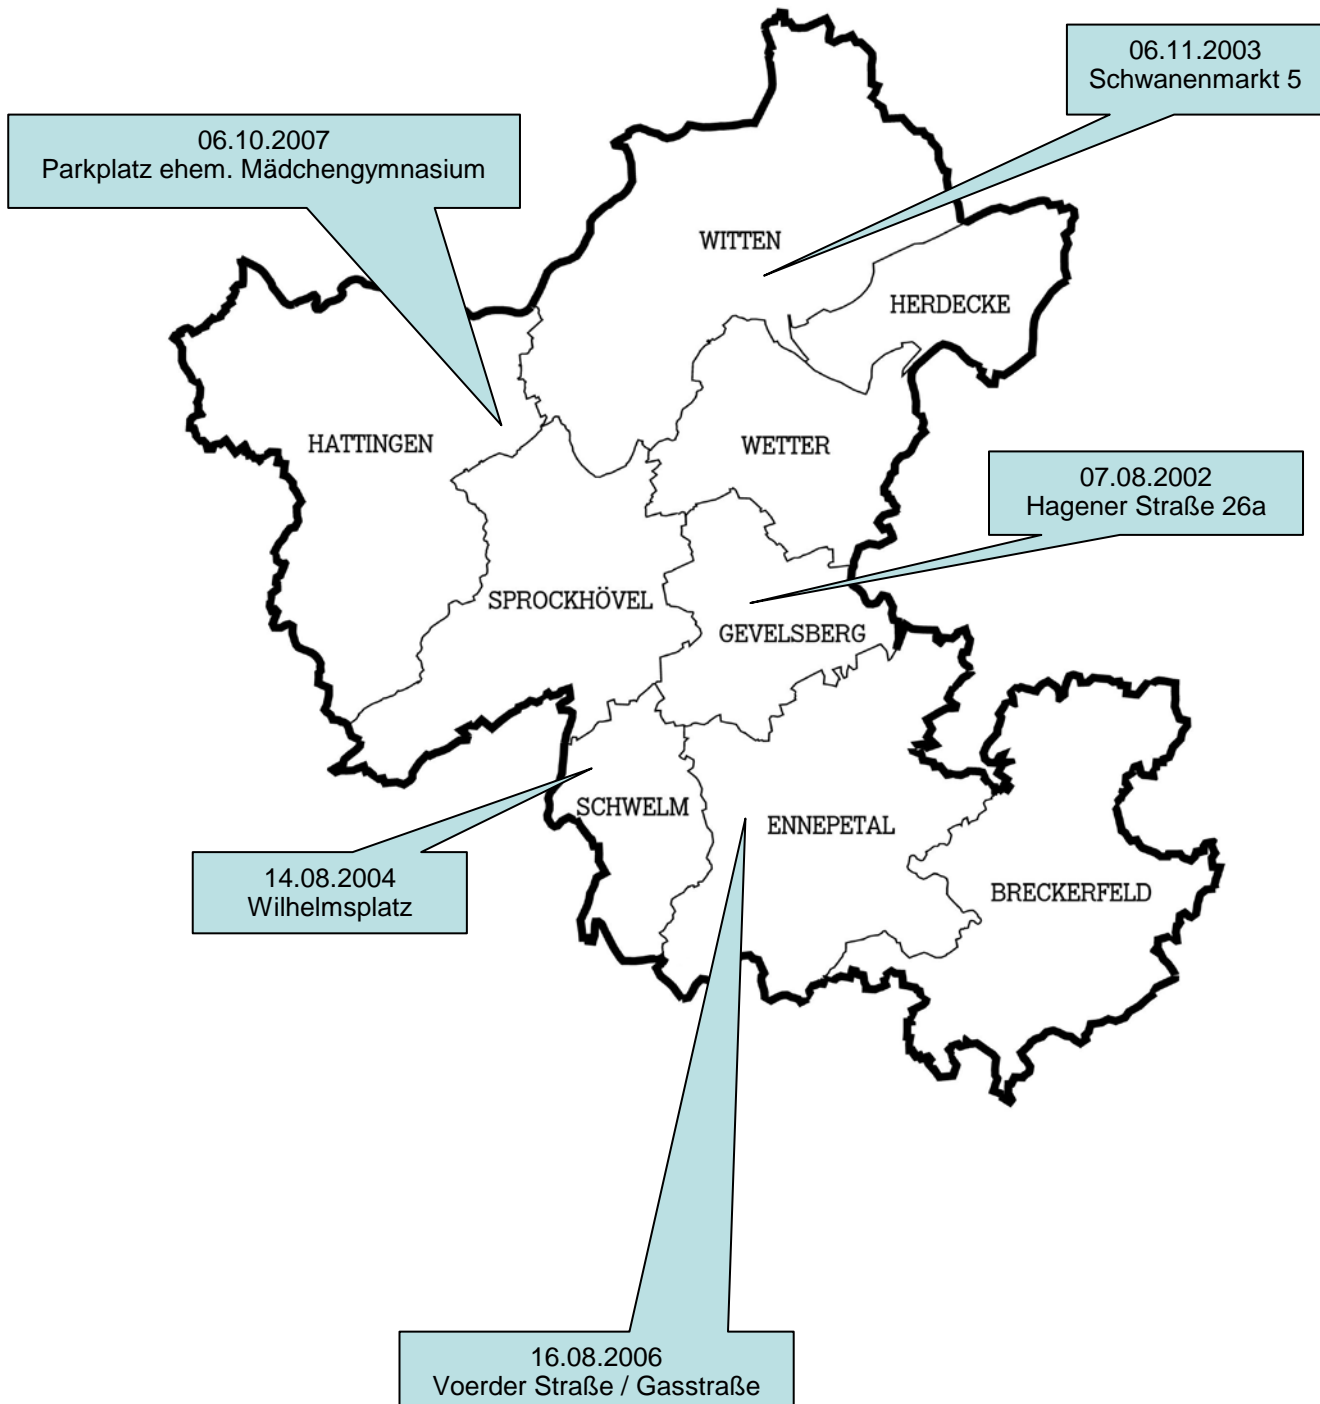 06.11.2003
Schwanenmarkt 5
06.10.2007
Parkplatz ehem. Mädchengymnasium
WITTEN
HERDECKE
HATTINGEN
WETTER
07.08.2002
Hagener Straße 26a
SPROCKHÖVEL
GEVELSBERG
SCHWELM
ENNEPETAL
14.08.2004
Wilhelmsplatz
BRECKERFELD
16.08.2006
Voerder Straße / Gasstraße